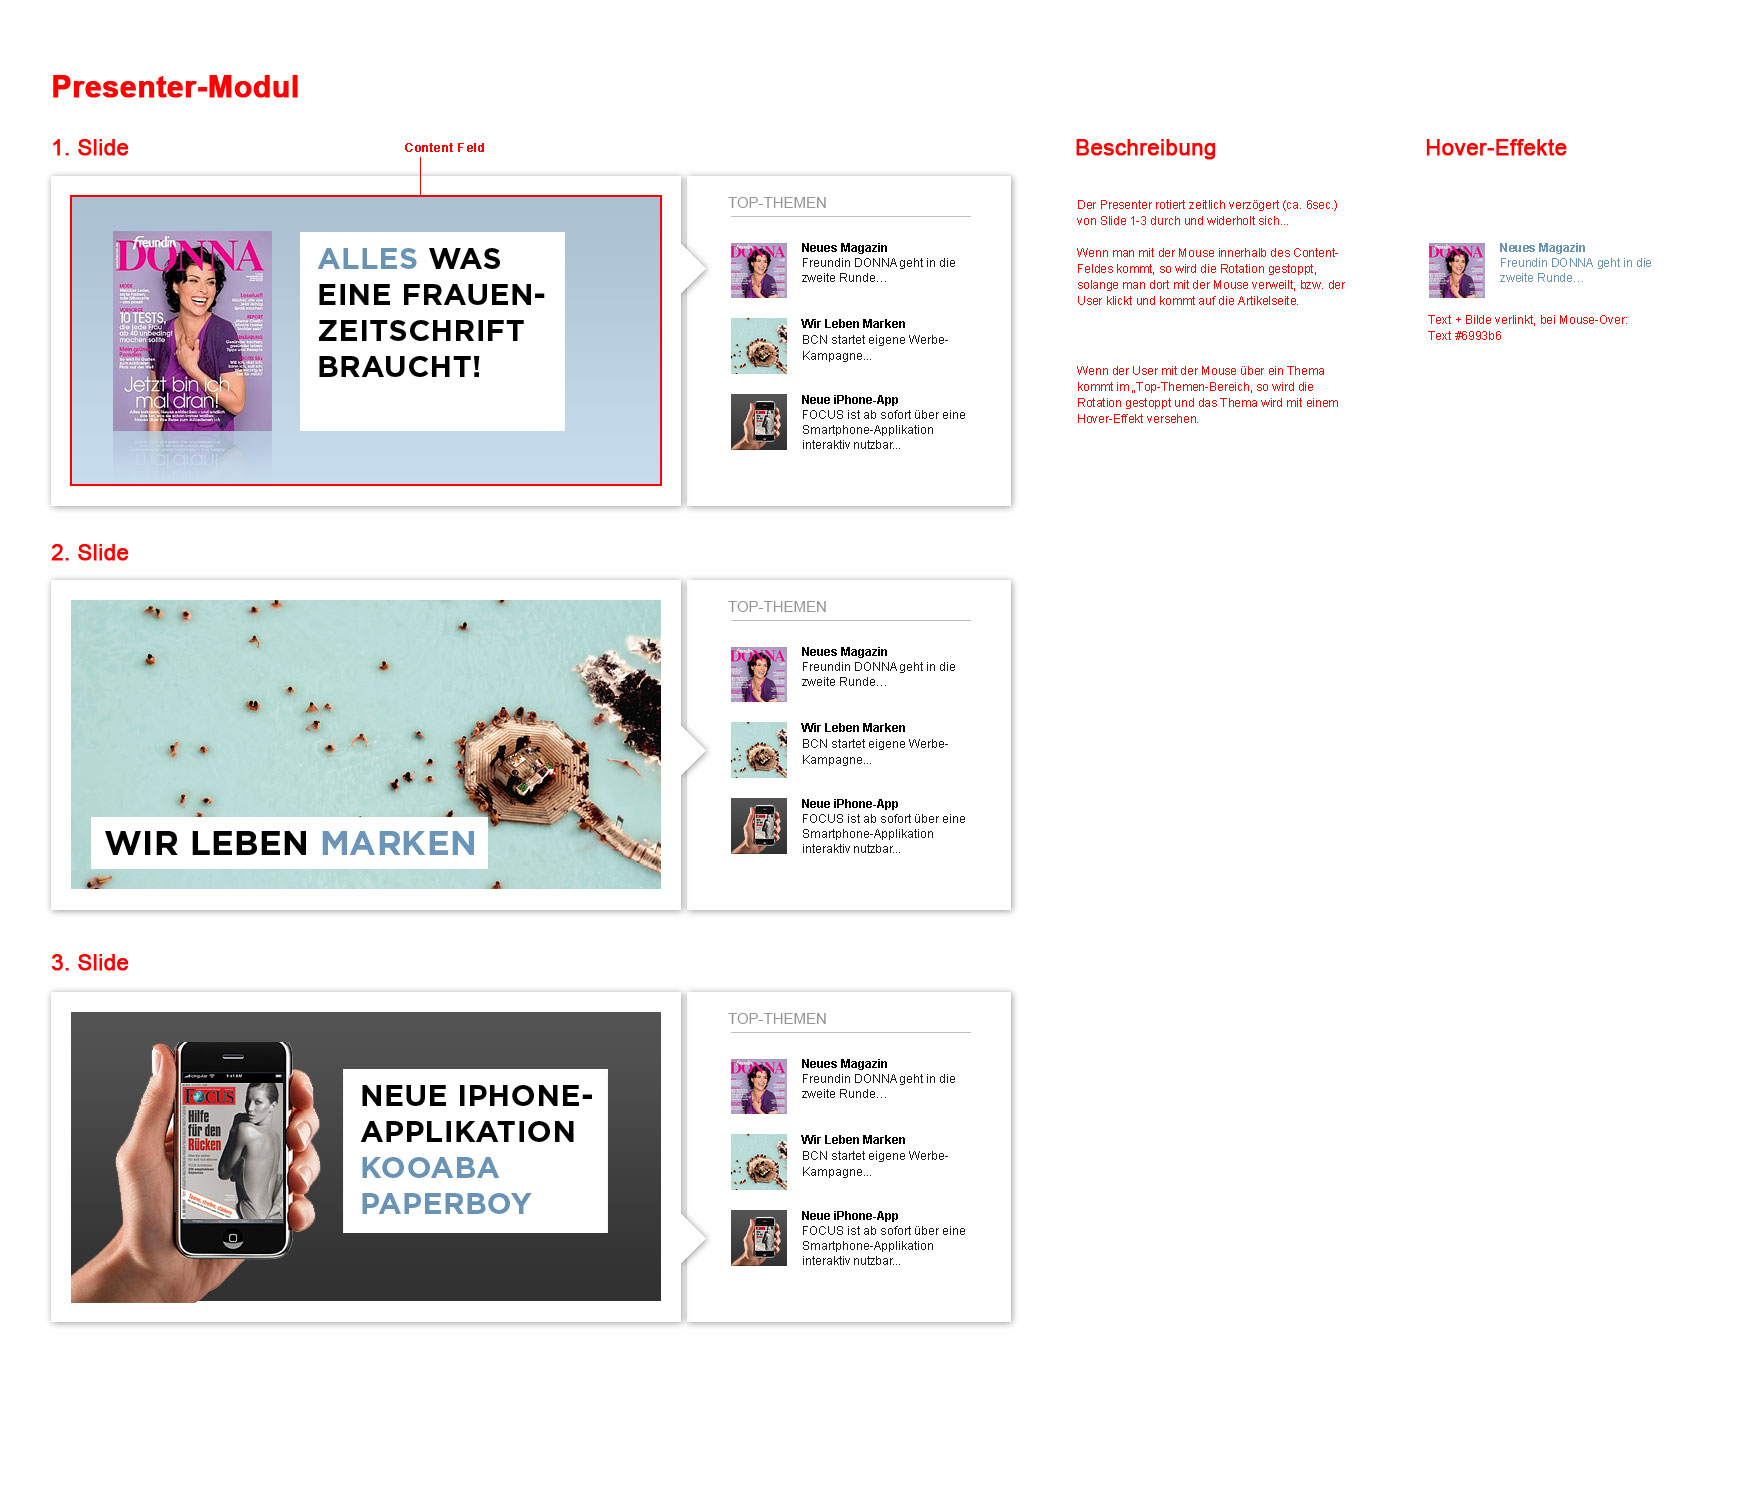 Presenter-Modul
1. Slide
Content Feld
Beschreibung
Hover-Effekte
freundin
DONNA
10 TESTS,
die jede Frau
ab 40 unbedingt
machen sollte
Jetzt bin ich
mal dran!
ALLES WAS
EINE FRAUEN-
ZEITSCHRIFT
BRAUCHT!
TOP-THEMEN
DONNA
Neues Magazin
Freundin DONNA geht in die
zweite Runde...
Wir Leben Marken
BCN startet eigene Werbe-
Kampagne...
Neue iPhone-App
FOCUS ist ab sofort über eine
Smartphone-Applikation
interaktiv nutzbar...
Der Presenter rotiert zeitlich verzögert (ca. 6sec.)
von Slide 1-3 durch und widerholt sich...
Wenn man mit der Mouse innerhalb des Content-
Feldes kommt, so wird die Rotation gestoppt,
solange man dort mit der Mouse verweilt, bzw. der
User klickt und kommt auf die Artikelseite.
Wenn der User mit der Mouse über ein Thema
kommt im „Top-Themen-Bereich, so wird die
Rotation gestoppt und das Thema wird mit einem
Hover-Effekt versehen.
DONNA
Neues Magazin
Freundin DONNA geht in die
zweite Runde...
Text + Bilde verlinkt, bei Mouse-Over:
Text #6993b6
2. Slide
WIR LEBEN MARKEN
TOP-THEMEN
DONNA
Neues Magazin
Freundin DONNA geht in die
zweite Runde...
Wir Leben Marken
BCN startet eigene Werbe-
Kampagne...
Neue iPhone-App
FOCUS ist ab sofort über eine
Smartphone-Applikation
interaktiv nutzbar...
3. Slide
9:41 AM
FOCUS
Hilfe
für den
Rücken
NEUE IPHONE-
APPLIKATION
KOOABA
PAPERBOY
TOP-THEMEN
DONNA
Neues Magazin
Freundin DONNA geht in die
zweite Runde...
Wir Leben Marken
BCN startet eigene Werbe-
Kampagne...
Neue iPhone-App
FOCUS ist ab sofort über eine
Smartphone-Applikation
interaktiv nutzbar...